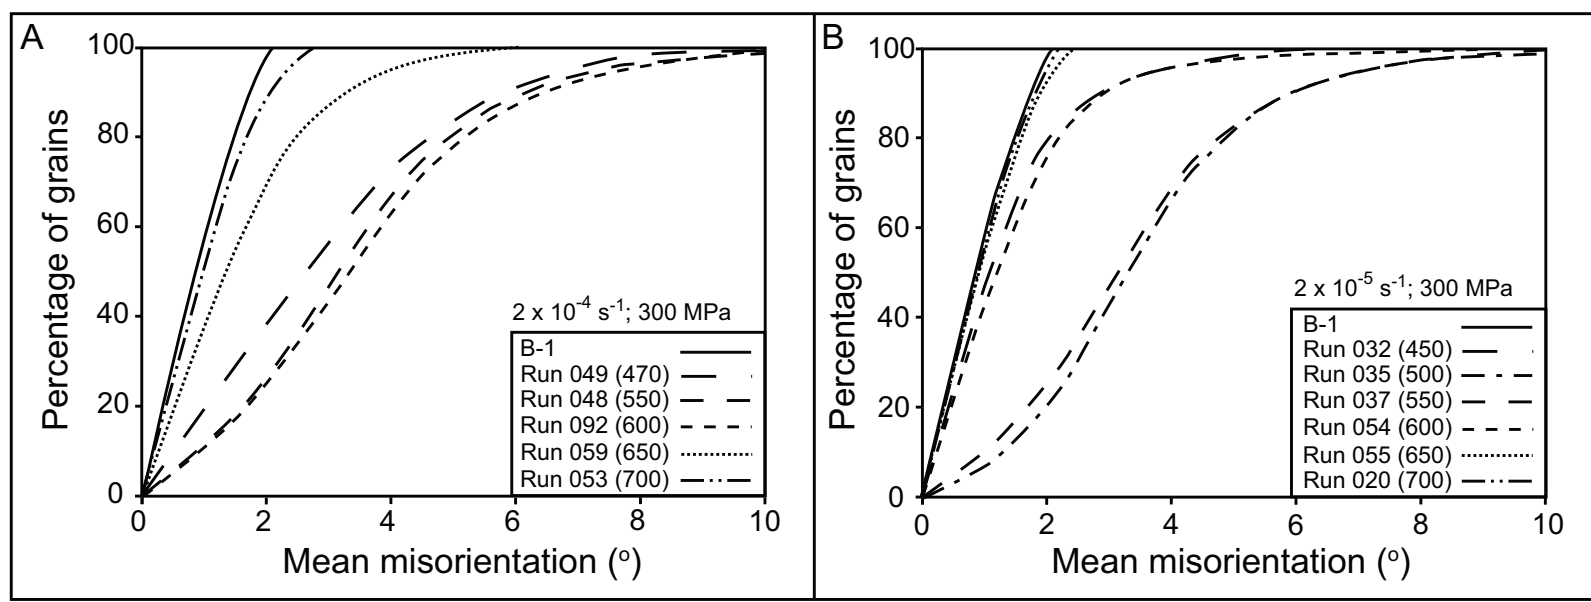 A
100
80
60
40
20
0
Percentage of grains
2 x 10⁻⁴ s⁻¹; 300 MPa
B-1
Run 049 (470)
Run 048 (550)
Run 092 (600)
Run 059 (650)
Run 053 (700)
0 2 4 6 8 10
Mean misorientation (º)
B
100
80
60
40
20
0
Percentage of grains
2 x 10⁻⁵ s⁻¹; 300 MPa
B-1
Run 032 (450)
Run 035 (500)
Run 037 (550)
Run 054 (600)
Run 055 (650)
Run 020 (700)
0 2 4 6 8 10
Mean misorientation (º)